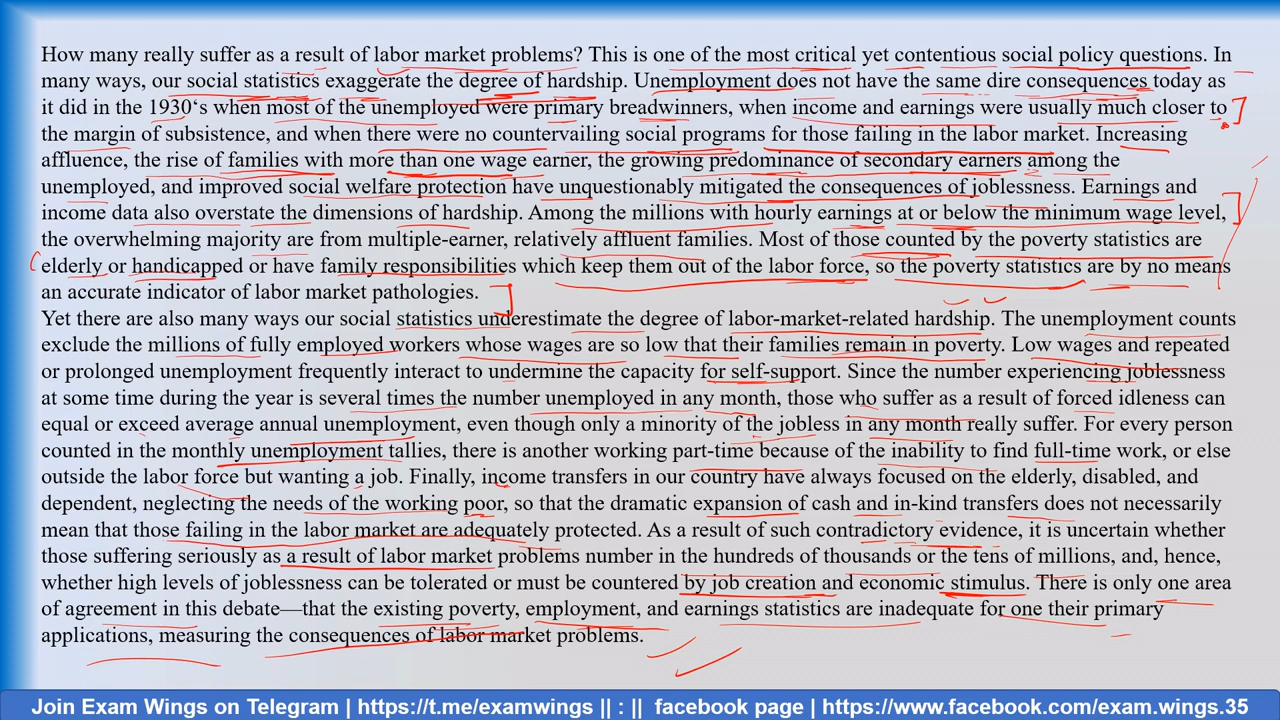 How many really suffer as a result of labor market problems? This is one of the most critical yet contentious social policy questions. In
many ways, our social statistics exaggerate the degree of hardship. Unemployment does not have the same dire consequences today as
it did in the 1930‘s when most of the unemployed were primary breadwinners, when income and earnings were usually much closer to
the margin of subsistence, and when there were no countervailing social programs for those failing in the labor market. Increasing
affluence, the rise of families with more than one wage earner, the growing predominance of secondary earners among the
unemployed, and improved social welfare protection have unquestionably mitigated the consequences of joblessness. Earnings and
income data also overstate the dimensions of hardship. Among the millions with hourly earnings at or below the minimum wage level,
the overwhelming majority are from multiple-earner, relatively affluent families. Most of those counted by the poverty statistics are
elderly or handicapped or have family responsibilities which keep them out of the labor force, so the poverty statistics are by no means
an accurate indicator of labor market pathologies.
Yet there are also many ways our social statistics underestimate the degree of labor-market-related hardship. The unemployment counts
exclude the millions of fully employed workers whose wages are so low that their families remain in poverty. Low wages and repeated
or prolonged unemployment frequently interact to undermine the capacity for self-support. Since the number experiencing joblessness
at some time during the year is several times the number unemployed in any month, those who suffer as a result of forced idleness can
equal or exceed average annual unemployment, even though only a minority of the jobless in any month really suffer. For every person
counted in the monthly unemployment tallies, there is another working part-time because of the inability to find full-time work, or else
outside the labor force but wanting a job. Finally, income transfers in our country have always focused on the elderly, disabled, and
dependent, neglecting the needs of the working poor, so that the dramatic expansion of cash and in-kind transfers does not necessarily
mean that those failing in the labor market are adequately protected. As a result of such contradictory evidence, it is uncertain whether
those suffering seriously as a result of labor market problems number in the hundreds of thousands or the tens of millions, and, hence,
whether high levels of joblessness can be tolerated or must be countered by job creation and economic stimulus. There is only one area
of agreement in this debate—that the existing poverty, employment, and earnings statistics are inadequate for one their primary
applications, measuring the consequences of labor market problems.
Join Exam Wings on Telegram | https://t.me/examwings || : || facebook page | https://www.facebook.com/exam.wings.35